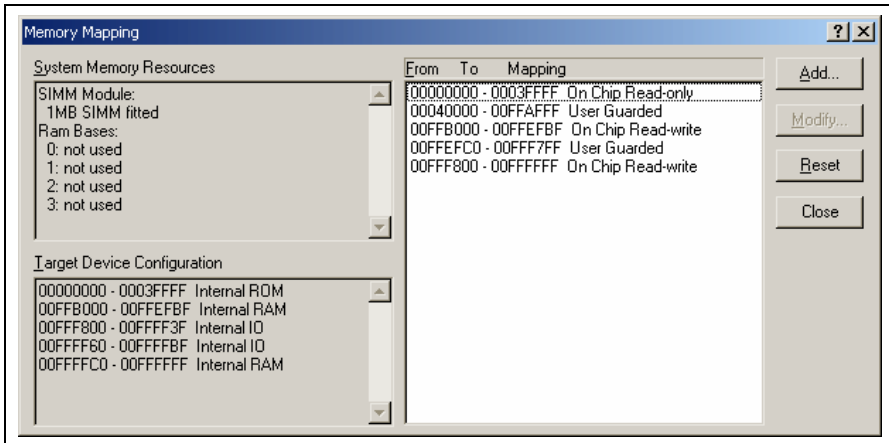 Memory Mapping
System Memory Resources
SIMM Module:
1MB SIMM fitted
Ram Bases:
0: not used
1: not used
2: not used
3: not used
Target Device Configuration
00000000 - 0003FFFF Internal ROM
00FFB000 - 00FFEFBF Internal RAM
00FFF800 - 00FFFF3F Internal IO
00FFFF60 - 00FFFFBF Internal IO
00FFFFC0 - 00FFFFFF Internal RAM
From To Mapping
00000000 - 0003FFFF On Chip Read-only
00040000 - 00FFAFFF User Guarded
00FFB000 - 00FFEFBF On Chip Read-write
00FFEFC0 - 00FFF7FF User Guarded
00FFF800 - 00FFFFFF On Chip Read-write
Add...
Modify...
Reset
Close